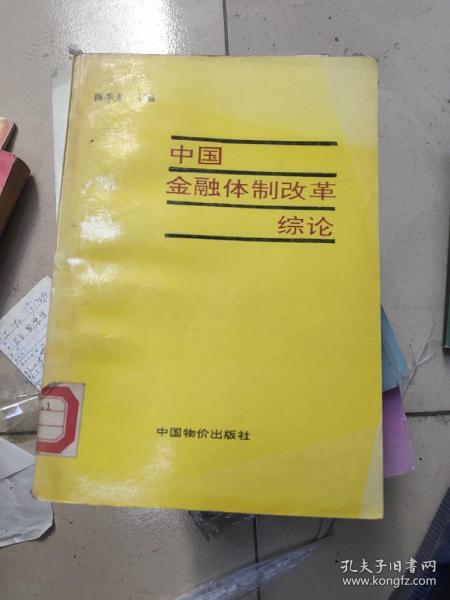 中国
金融体制改革
综论
中国物价出版社
孔夫子旧书网
www.kongfz.com